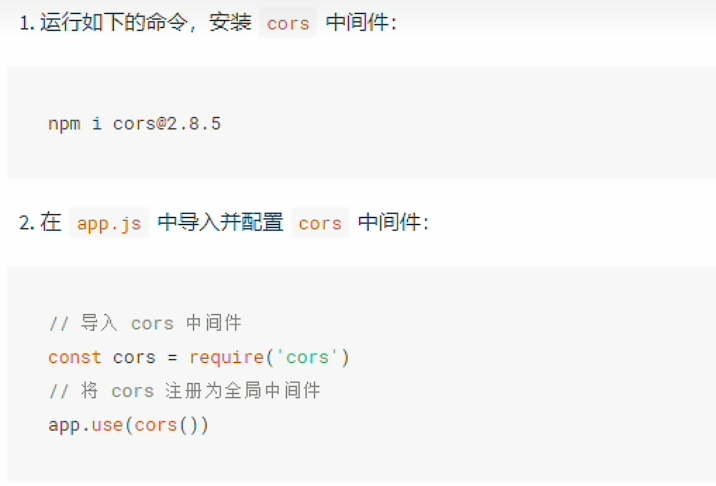 1. 运行如下的命令，安装 cors 中间件：
npm i cors@2.8.5
2. 在 app.js 中导入并配置 cors 中间件：
// 导入 cors 中间件
const cors = require('cors')
// 将 cors 注册为全局中间件
app.use(cors())